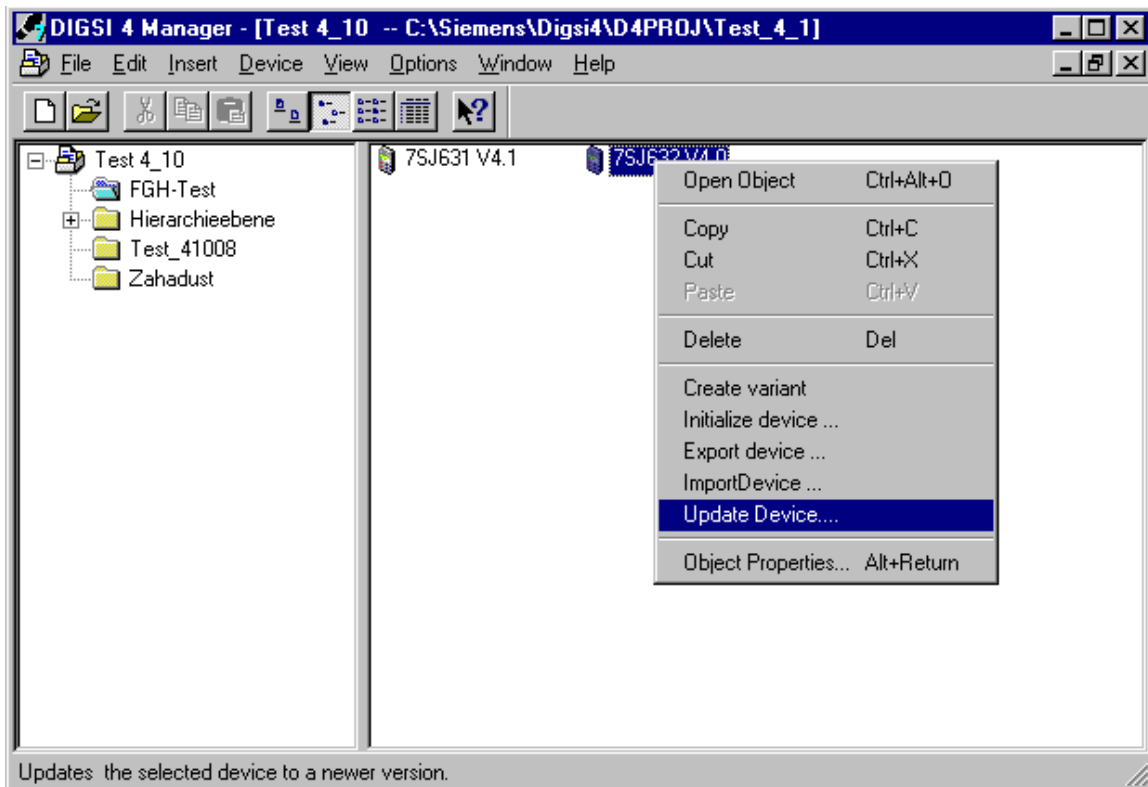 DIGSI 4 Manager - [Test 4_10 -- C:\Siemens\Digsi4\D4PROJ\Test_4_1]
File Edit Insert Device View Options Window Help
Test 4_10
FGH-Test
Hierarchieebene
Test_41008
Zahadust
7SJ631 V4.1
7SJ632 V4.0
Open Object Ctrl+Alt+O
Copy Ctrl+C
Cut Ctrl+X
Paste Ctrl+V
Delete Del
Create variant
Initialize device ...
Export device ...
ImportDevice ...
Update Device....
Object Properties... Alt+Return
Updates the selected device to a newer version.